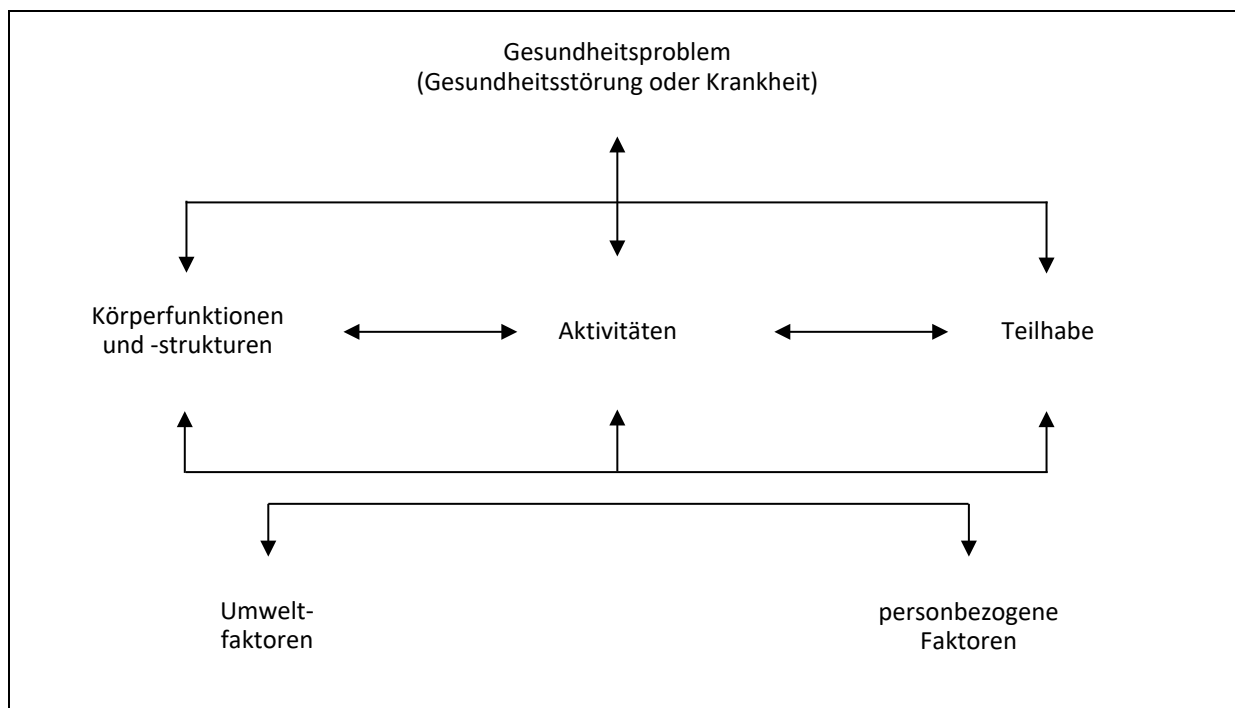 Gesundheitsproblem
(Gesundheitsstörung oder Krankheit)
Körperfunktionen
und -strukturen
Aktivitäten
Teilhabe
Umwelt-
faktoren
personbezogene
Faktoren